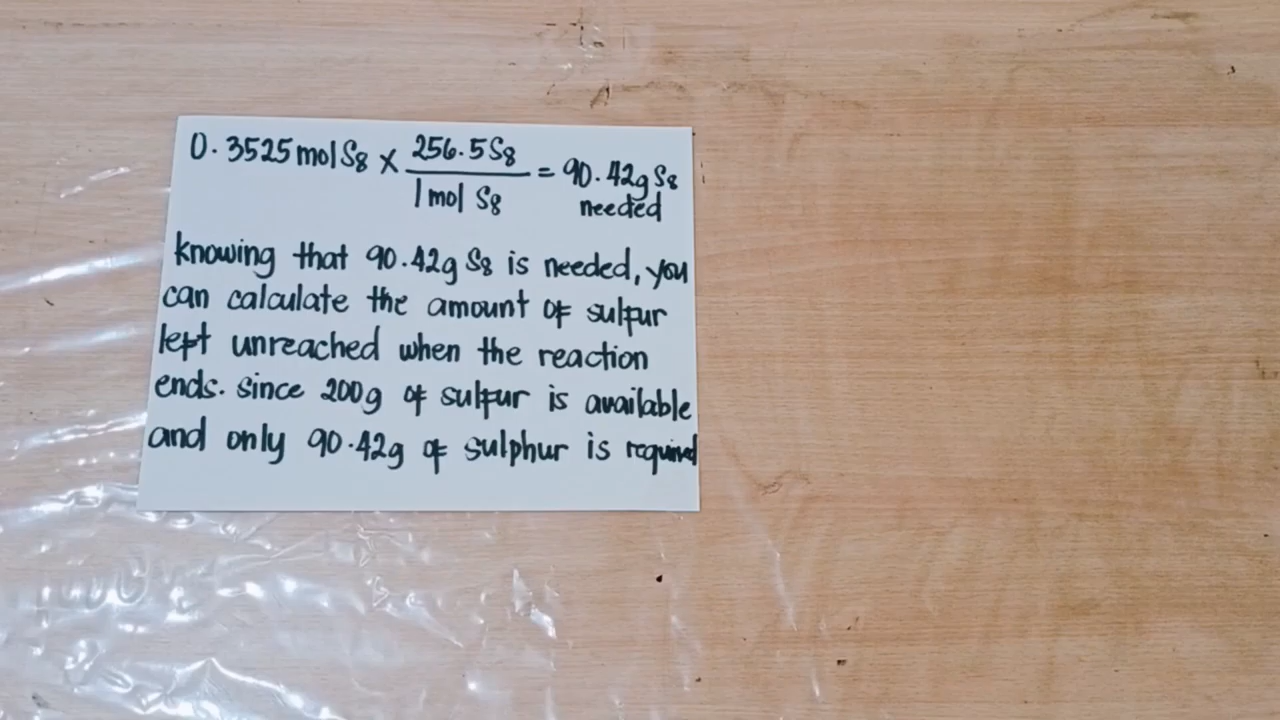 0.3525 mol S8 x 256.5 S8 / 1 mol S8 = 90.42g S8 needed
knowing that 90.42g S8 is needed, you
can calculate the amount of sulfur
left unreached when the reaction
ends. since 200g of sulfur is available
and only 90.42g of sulphur is required